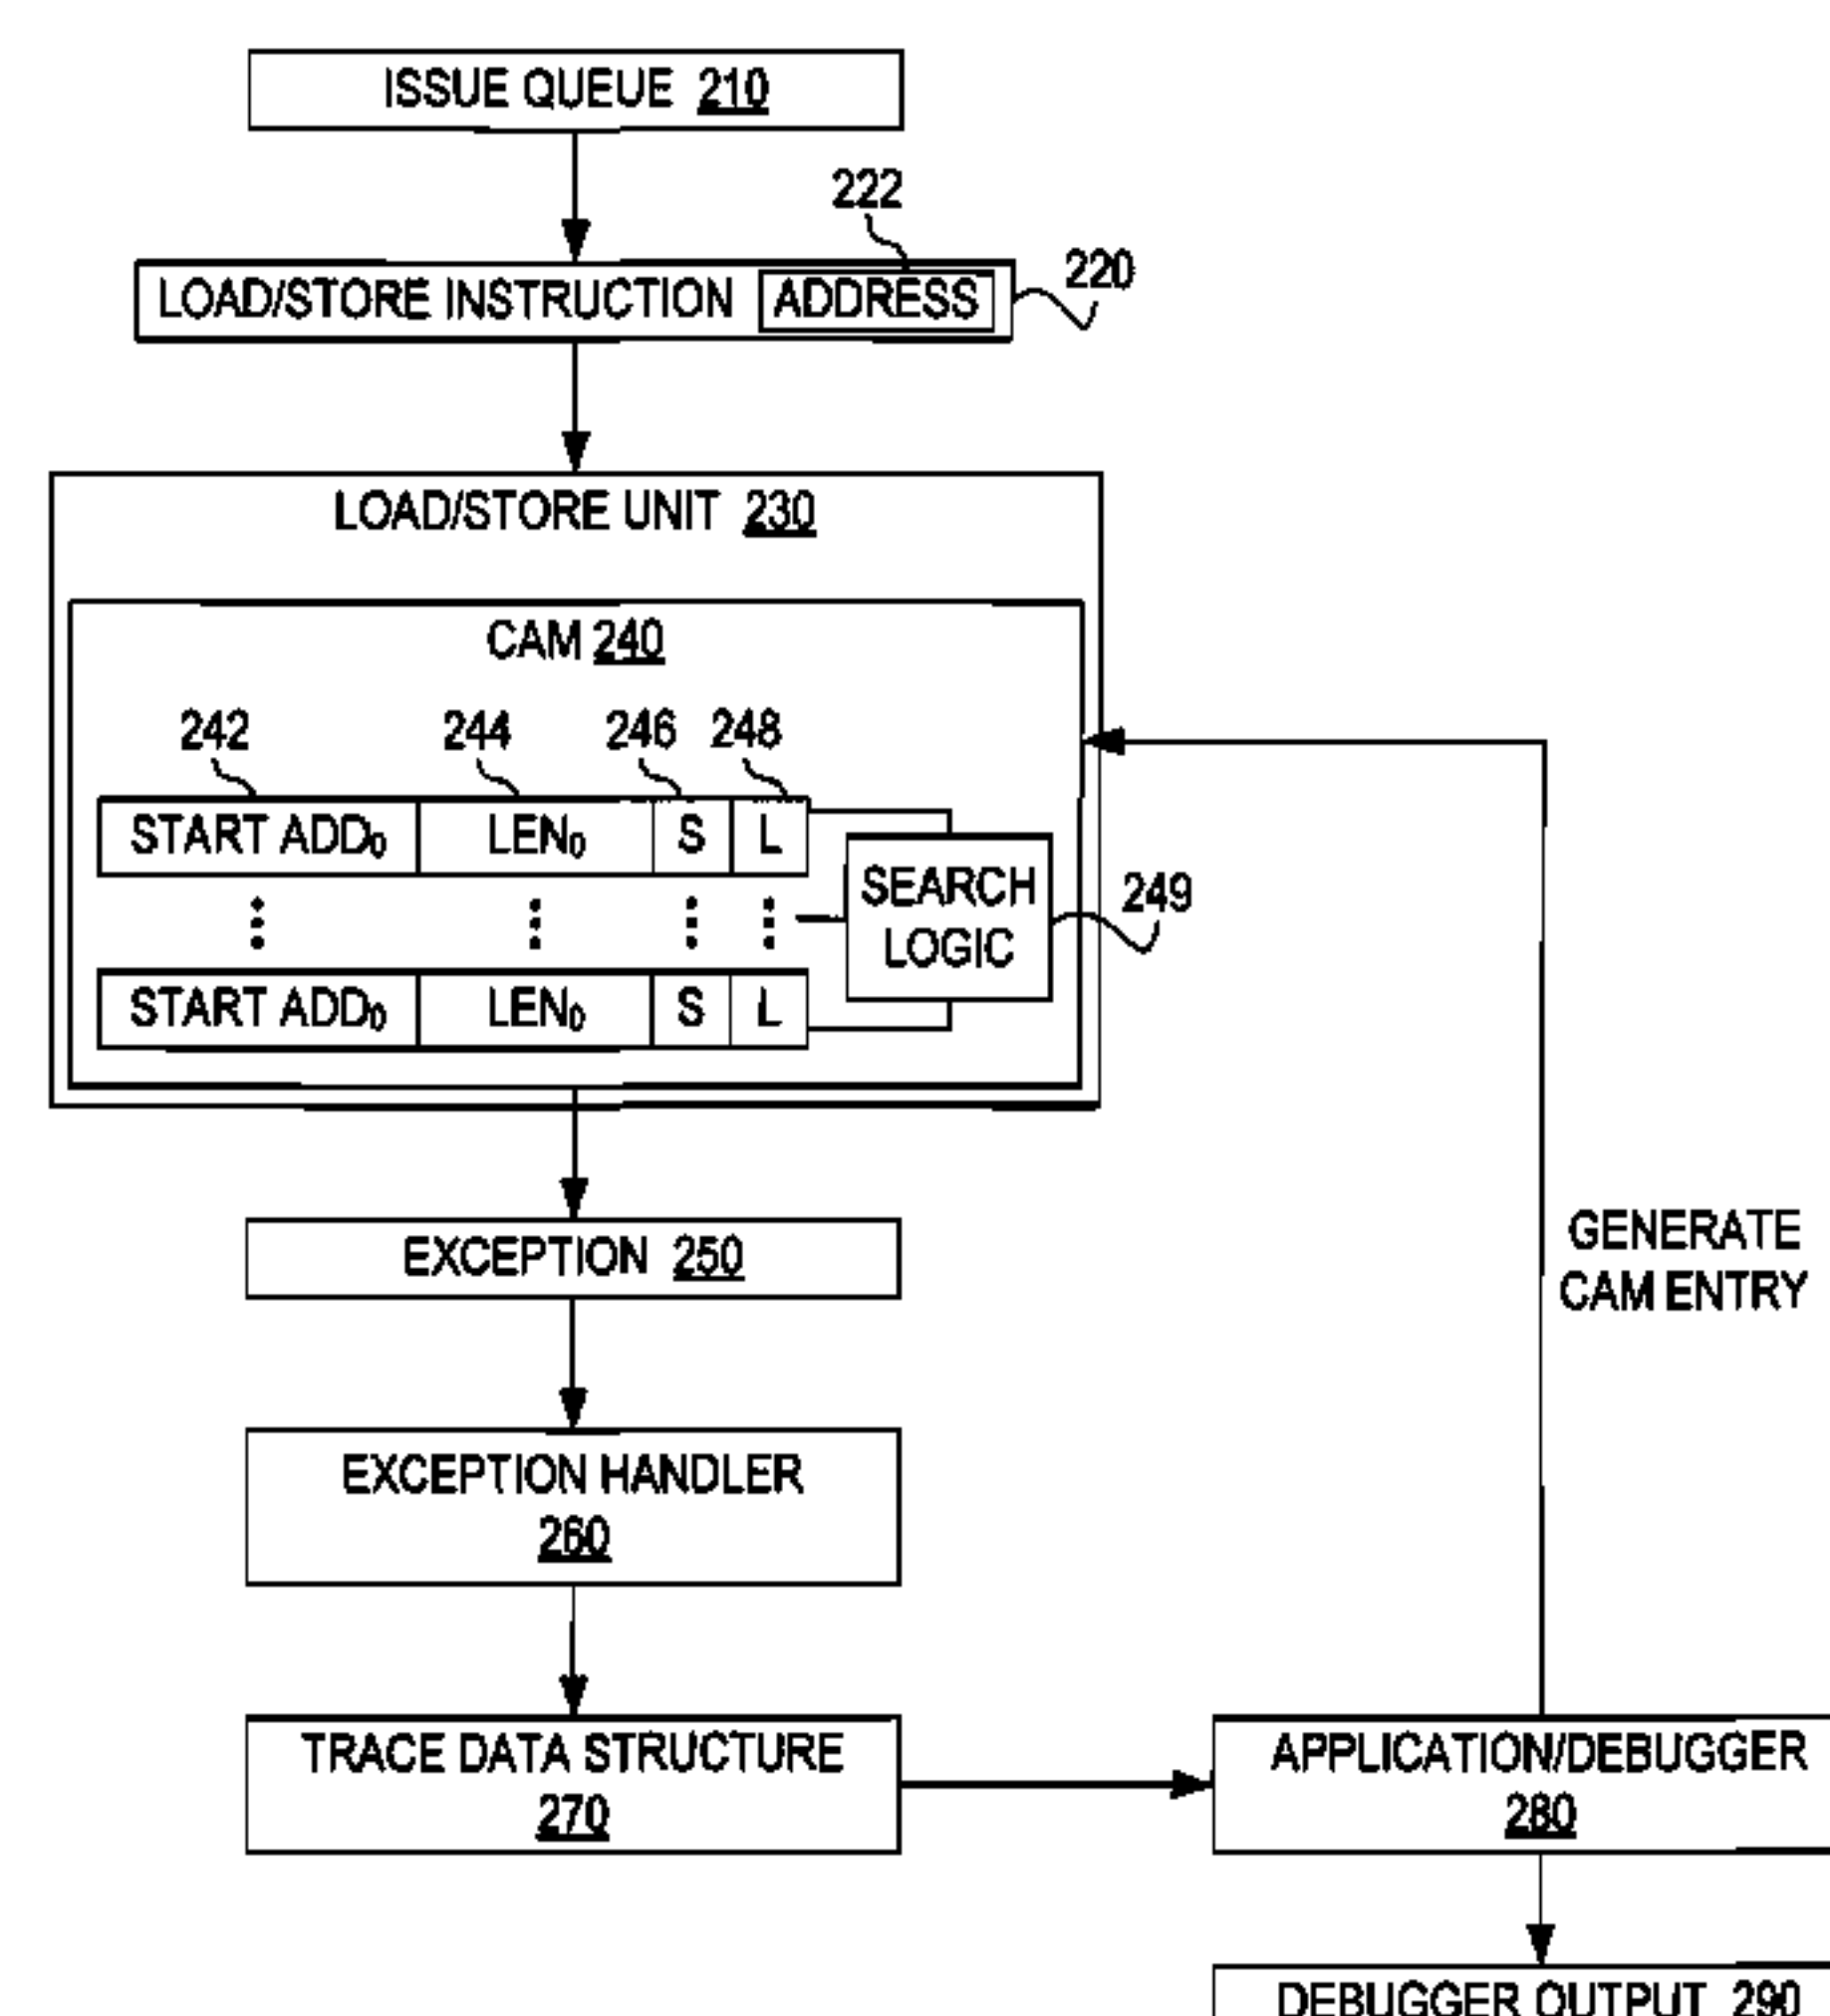 ISSUE QUEUE 210
222
LOAD/STORE INSTRUCTION ADDRESS
220
LOAD/STORE UNIT 230
CAM 240
242 244 246 248
START ADD0 LEN0 S L
SEARCH
LOGIC
249
START ADD0 LEN0 S L
EXCEPTION 250
GENERATE
CAM ENTRY
EXCEPTION HANDLER
260
TRACE DATA STRUCTURE
270
APPLICATION/DEBUGGER
280
DEBUGGER OUTPUT 290